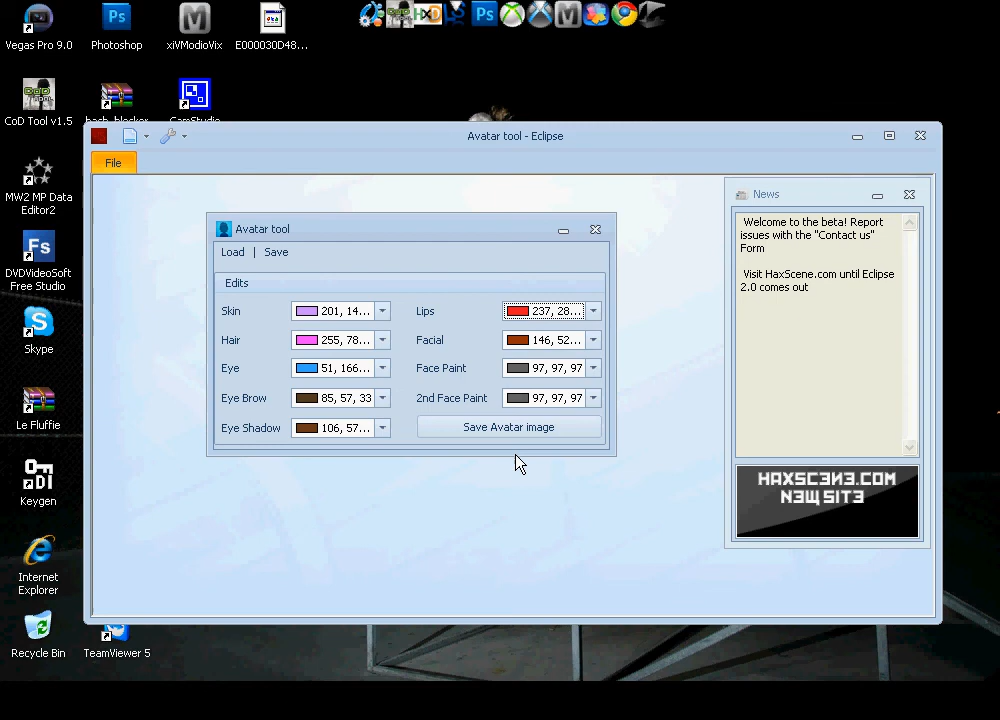 Vegas Pro 9.0
Photoshop
xiVModioVix
E000030D48...
CoD Tool v1.5
hash_blocker
CamStudio
Avatar tool - Eclipse
File
MW2 MP Data
Editor2
DVDVideoSoft
Free Studio
Skype
Le Fluffie
Keygen
Internet
Explorer
Recycle Bin
TeamViewer 5
Avatar tool
Load | Save
Edits
Skin 201, 14... Lips 237, 28...
Hair 255, 78... Facial 146, 52...
Eye 51, 166... Face Paint 97, 97, 97
Eye Brow 85, 57, 33 2nd Face Paint 97, 97, 97
Eye Shadow 106, 57... Save Avatar image
News
Welcome to the beta! Report
issues with the "Contact us"
Form
Visit HaxScene.com until Eclipse
2.0 comes out
HAXSCENE.COM
NEW SITE